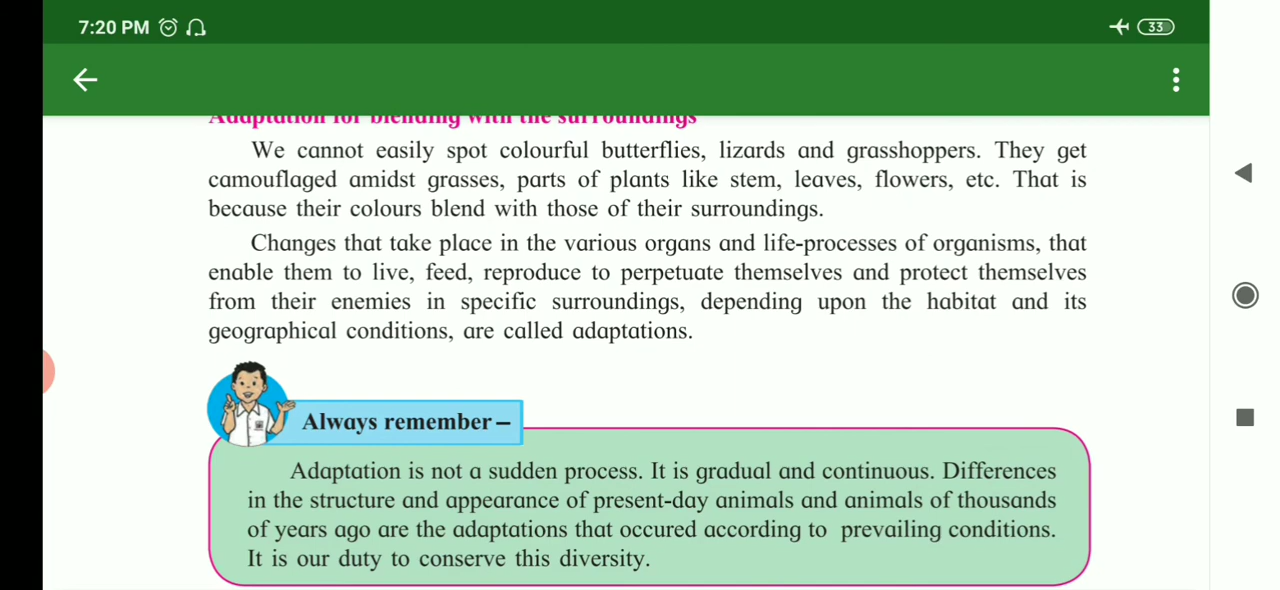 7:20 PM
33
Adaptation for blending with the surroundings
We cannot easily spot colourful butterflies, lizards and grasshoppers. They get
camouflaged amidst grasses, parts of plants like stem, leaves, flowers, etc. That is
because their colours blend with those of their surroundings.
Changes that take place in the various organs and life-processes of organisms, that
enable them to live, feed, reproduce to perpetuate themselves and protect themselves
from their enemies in specific surroundings, depending upon the habitat and its
geographical conditions, are called adaptations.
Always remember –
Adaptation is not a sudden process. It is gradual and continuous. Differences
in the structure and appearance of present-day animals and animals of thousands
of years ago are the adaptations that occured according to prevailing conditions.
It is our duty to conserve this diversity.